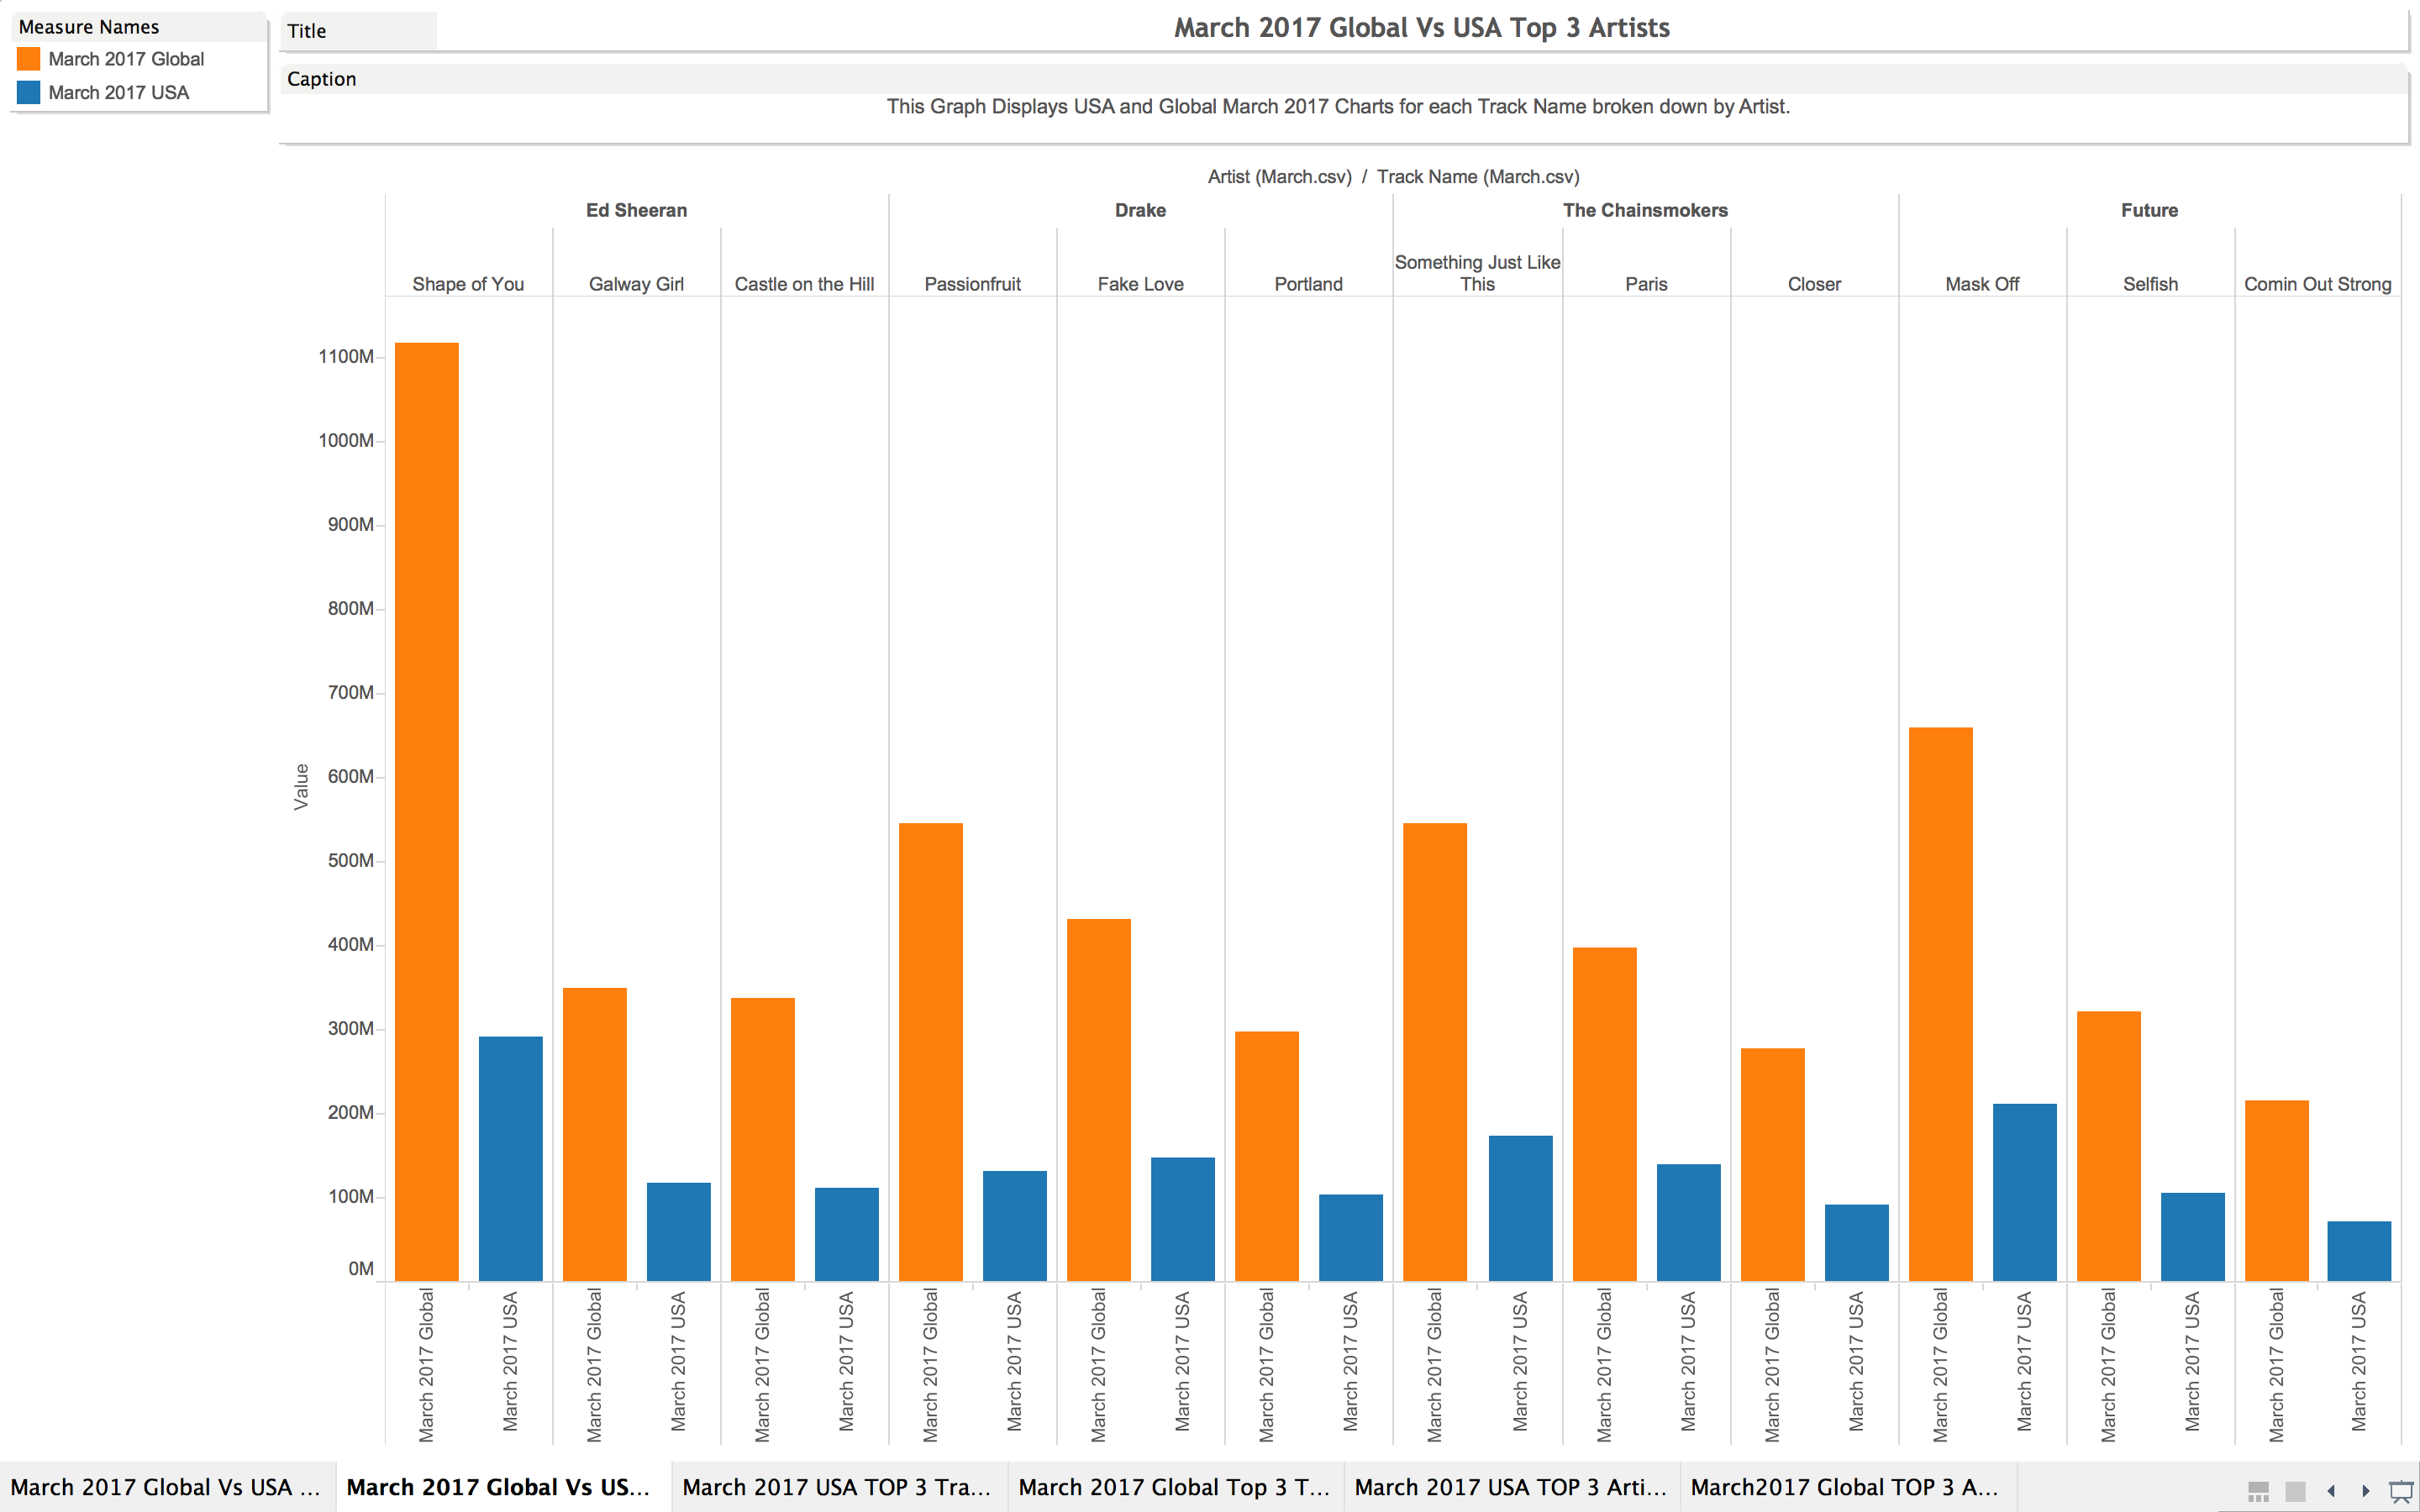 Measure Names
March 2017 Global
March 2017 USA
Title
March 2017 Global Vs USA Top 3 Artists
Caption
This Graph Displays USA and Global March 2017 Charts for each Track Name broken down by Artist.
Artist (March.csv) / Track Name (March.csv)
Ed Sheeran Drake The Chainsmokers Future
Shape of You Galway Girl Castle on the Hill Passionfruit Fake Love Portland Something Just Like This Paris Closer Mask Off Selfish Comin Out Strong
Value
1100M
1000M
900M
800M
700M
600M
500M
400M
300M
200M
100M
0M
March 2017 Global
March 2017 USA
March 2017 Global
March 2017 USA
March 2017 Global
March 2017 USA
March 2017 Global
March 2017 USA
March 2017 Global
March 2017 USA
March 2017 Global
March 2017 USA
March 2017 Global
March 2017 USA
March 2017 Global
March 2017 USA
March 2017 Global
March 2017 USA
March 2017 Global
March 2017 USA
March 2017 Global
March 2017 USA
March 2017 Global
March 2017 USA
March 2017 Global Vs USA ... March 2017 Global Vs US... March 2017 USA TOP 3 Tra... March 2017 Global Top 3 T... March 2017 USA TOP 3 Arti... March2017 Global TOP 3 A...